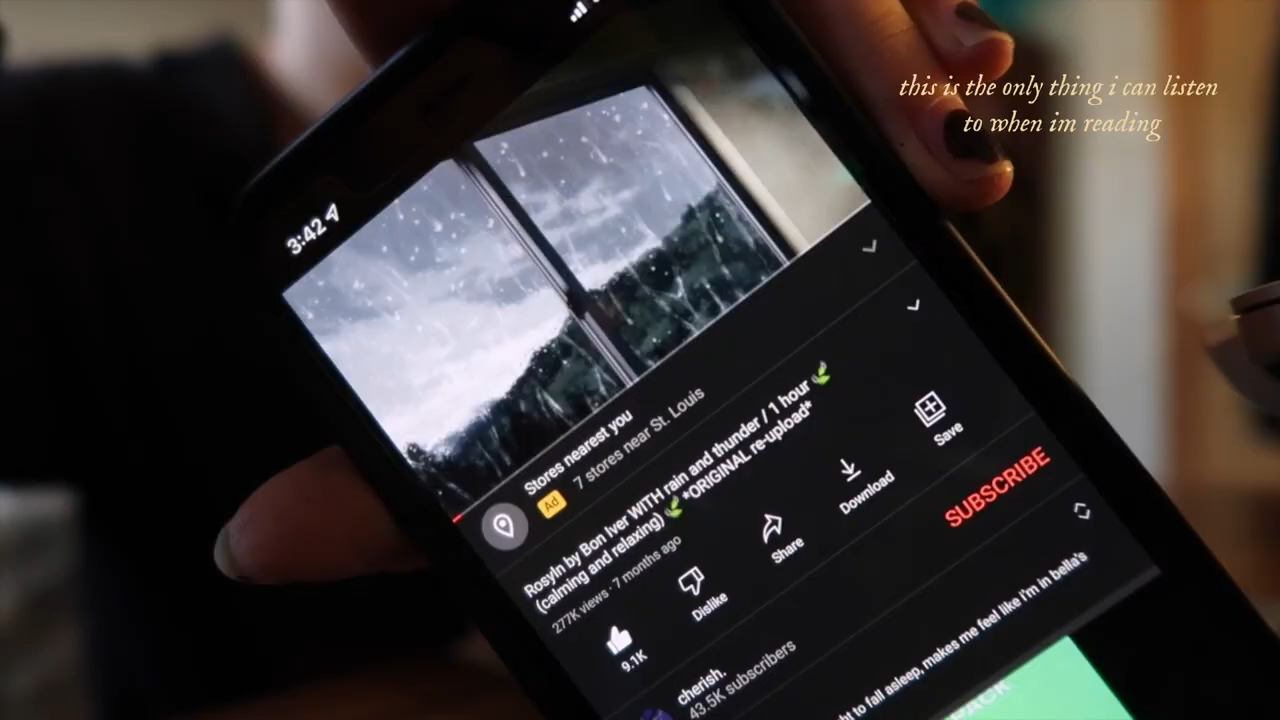 this is the only thing i can listen
to when im reading
3:42
Stores nearest you
Ad 7 stores near St. Louis
Rosyln by Bon Iver WITH rain and thunder / 1 hour 🌿
(calming and relaxing) 🌿 *ORIGINAL re-upload*
277K views · 7 months ago
9.1K
Dislike
Share
Download
Save
cherish.
43.5K subscribers
SUBSCRIBE
to fall asleep, makes me feel like i'm in bella's